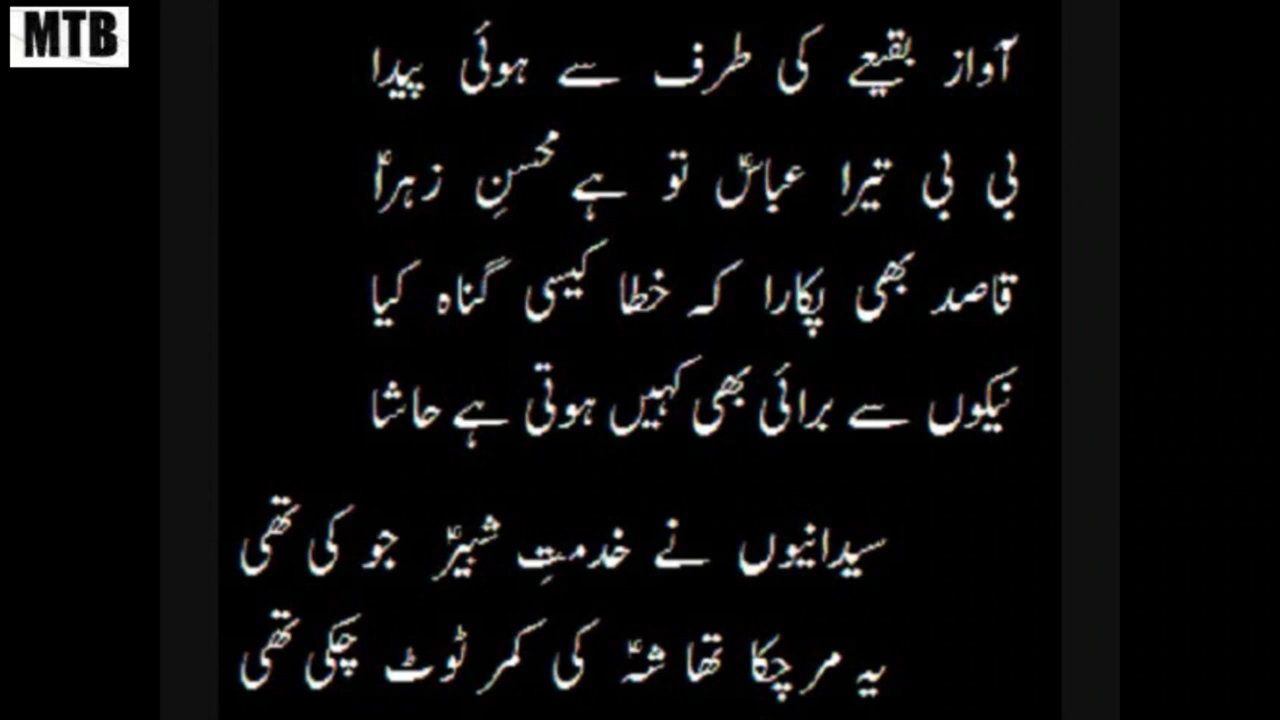 MTB
آواز بقیعے کی طرف سے ہوئی پیدا
بی بی تیرا عباسؑ تو ہے محسنِ زہراؑ
قاصد بھی پکارا کہ خطا کیسی گناہ کیا
نیکوں سے برائی بھی کہیں ہوتی ہے حاشا
سیدانیوں نے خدمتِ شبیرؑ جو کی تھی
یہ مر چکا تھا شہؑ کی کمر ٹوٹ چکی تھی